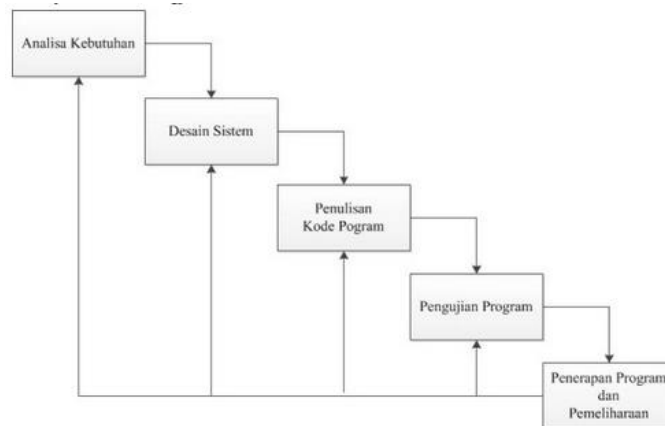 Analisa Kebutuhan
Desain Sistem
Penulisan
Kode Pogram
Pengujian Program
Penerapan Program
dan
Pemeliharaan